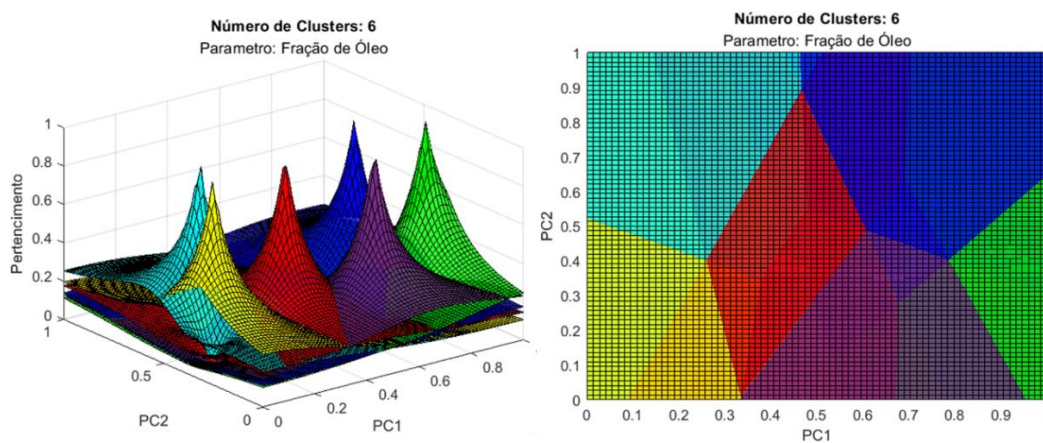 Número de Clusters: 6
Parametro: Fração de Óleo
Pertencimento
1
0.8
0.6
0.4
0.2
0
1
0.5
0
PC2
0
0.2
0.4
0.6
0.8
PC1
Número de Clusters: 6
Parametro: Fração de Óleo
PC2
1
0.9
0.8
0.7
0.6
0.5
0.4
0.3
0.2
0.1
0
0 0.1 0.2 0.3 0.4 0.5 0.6 0.7 0.8 0.9
PC1